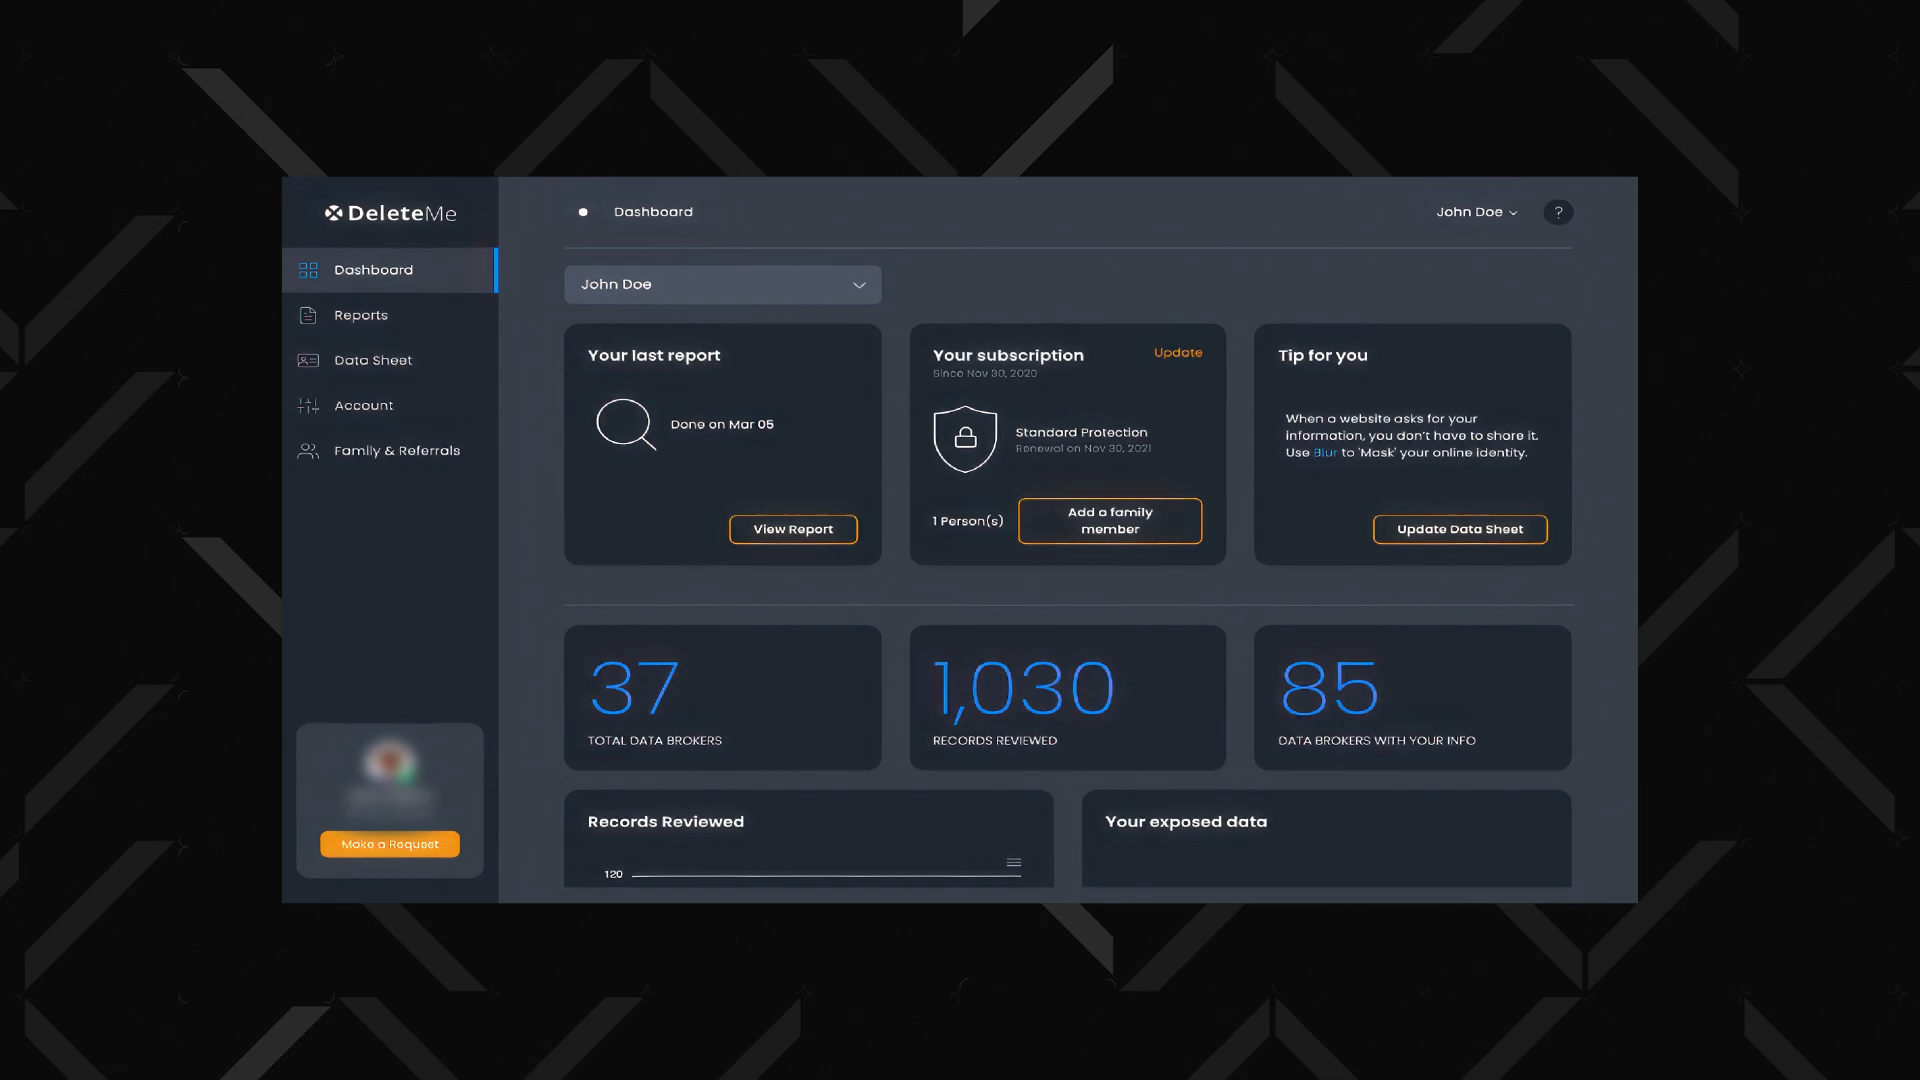 DeleteMe
Dashboard
Reports
Data Sheet
Account
Family & Referrals
Make a Request
Dashboard
John Doe
?
John Doe
Your last report
Done on Mar 05
View Report
Your subscription
Update
Since Nov 30, 2020
Standard Protection
Renewal on Nov 30, 2021
1 Person(s)
Add a family
member
Tip for you
When a website asks for your
information, you don't have to share it.
Use Blur to 'Mask' your online identity.
Update Data Sheet
37
TOTAL DATA BROKERS
1,030
RECORDS REVIEWED
85
DATA BROKERS WITH YOUR INFO
Records Reviewed
120
Your exposed data